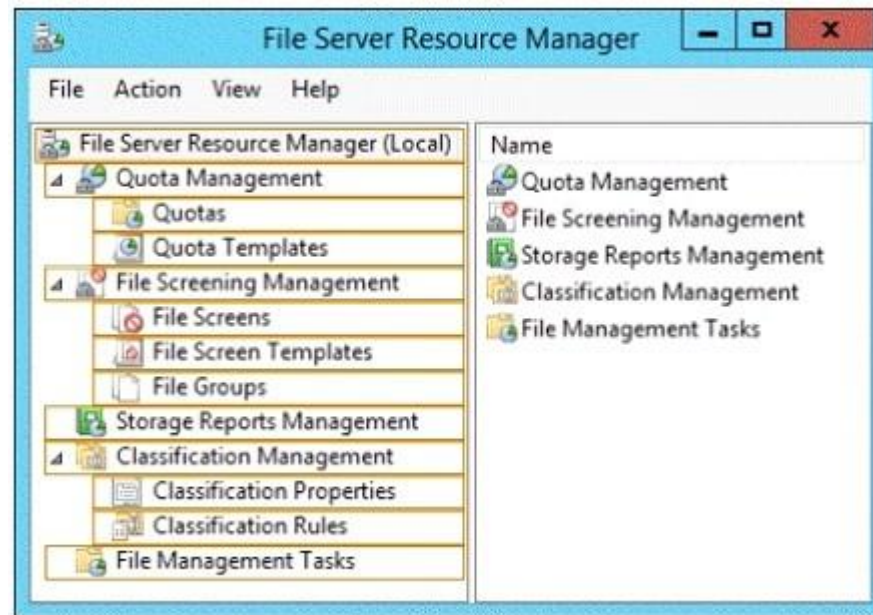 File Server Resource Manager
File Action View Help
File Server Resource Manager (Local)
Quota Management
Quotas
Quota Templates
File Screening Management
File Screens
File Screen Templates
File Groups
Storage Reports Management
Classification Management
Classification Properties
Classification Rules
File Management Tasks
Name
Quota Management
File Screening Management
Storage Reports Management
Classification Management
File Management Tasks